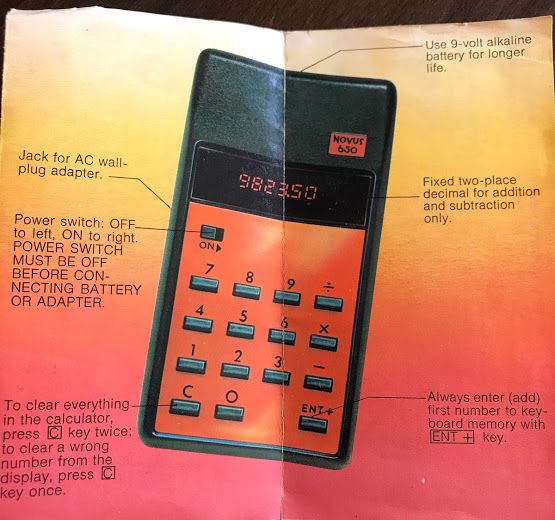 Use 9-volt alkaline
battery for longer
life.
NOVUS
650
Jack for AC wall-
plug adapter.
9823.50
Fixed two-place
decimal for addition
and subtraction
only.
Power switch: OFF
to left, ON to right.
POWER SWITCH
MUST BE OFF
BEFORE CON-
NECTING BATTERY
OR ADAPTER.
ON▶
7 8 9 ÷
4 5 6 ×
1 2 3 −
C O ENT+
To clear everything
in the calculator,
press C key twice;
to clear a wrong
number from the
display, press C
key once.
Always enter (add)
first number to key-
board memory with
ENT + key.